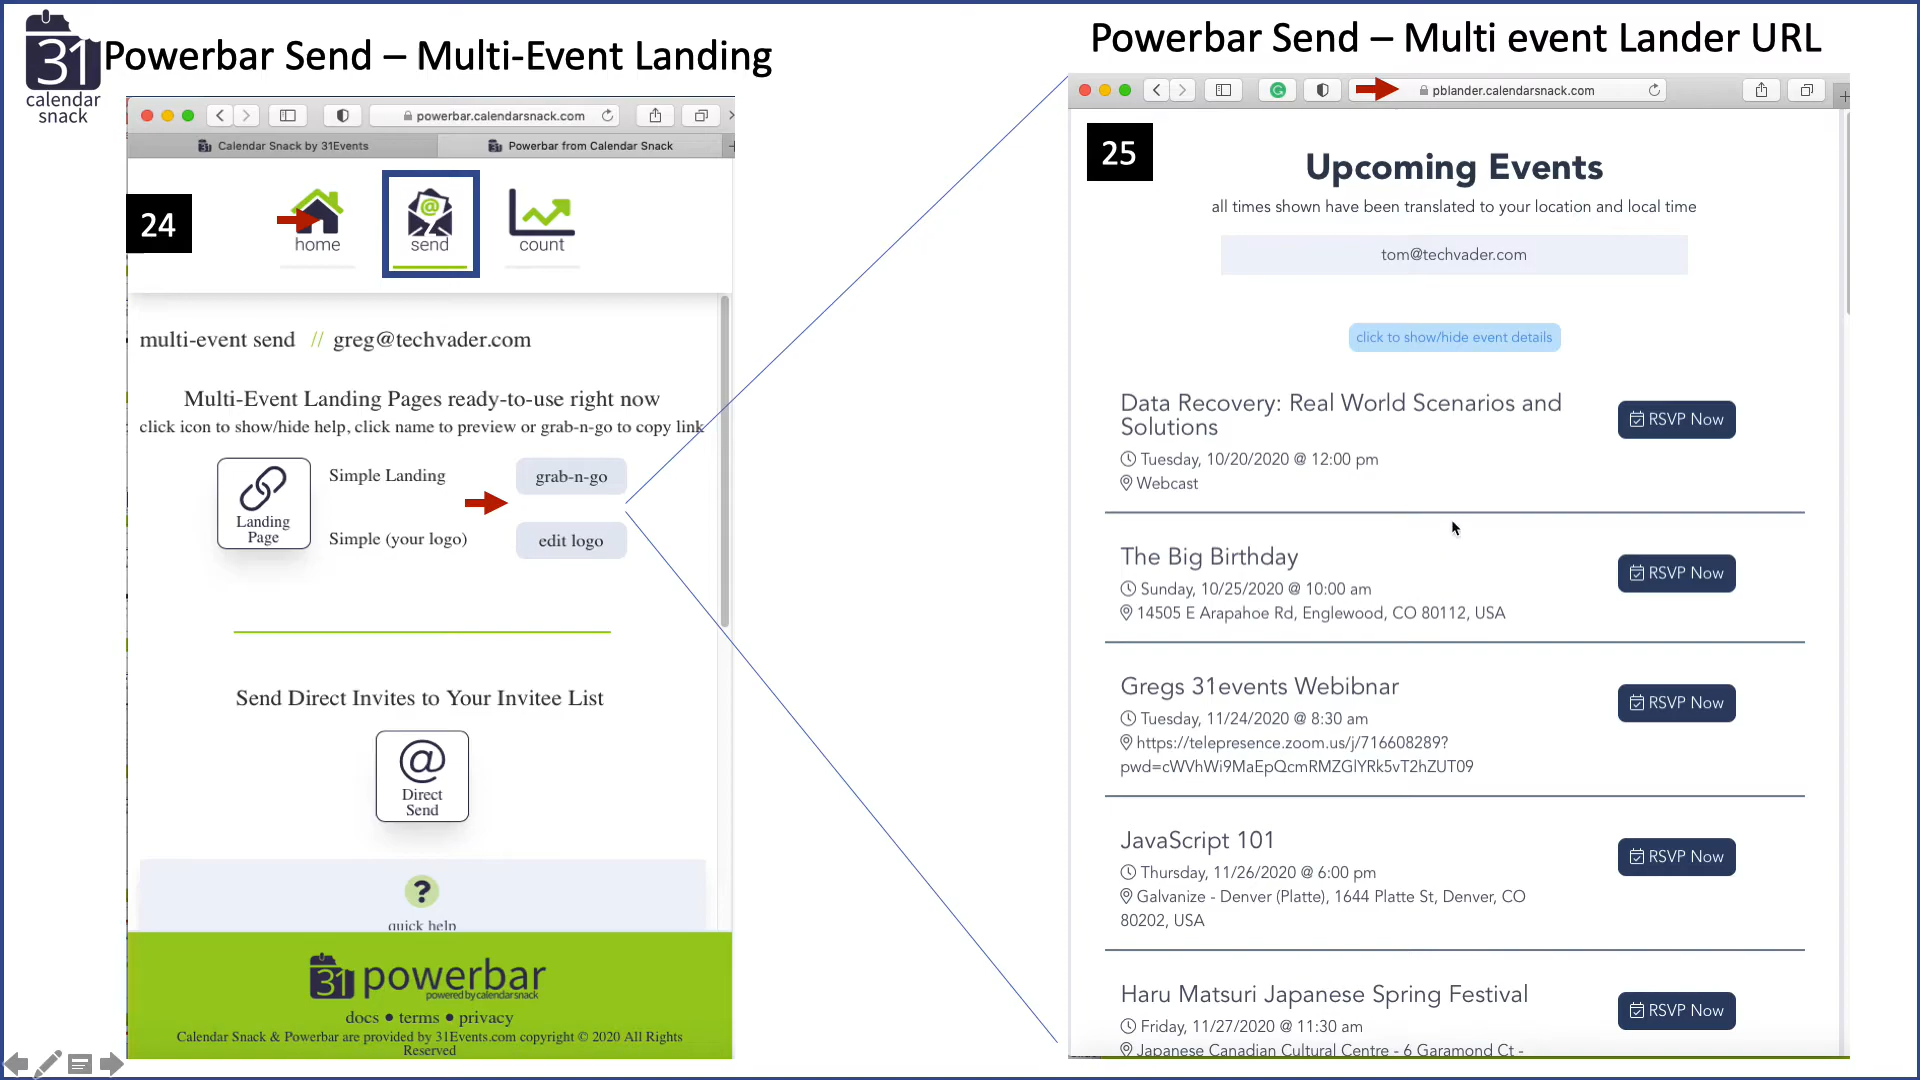 31
calendar
snack
Powerbar Send – Multi-Event Landing
powerbar.calendarsnack.com
Calendar Snack by 31Events
Powerbar from Calendar Snack
24
home
send
count
multi-event send // greg@techvader.com
Multi-Event Landing Pages ready-to-use right now
click icon to show/hide help, click name to preview or grab-n-go to copy link
Landing
Page
Simple Landing
grab-n-go
Simple (your logo)
edit logo
Send Direct Invites to Your Invitee List
@
Direct
Send
?
quick help
31 powerbar
powered by calendar snack
docs ● terms ● privacy
Calendar Snack & Powerbar are provided by 31Events.com copyright © 2020 All Rights
Reserved
Powerbar Send – Multi event Lander URL
pblander.calendarsnack.com
25
Upcoming Events
all times shown have been translated to your location and local time
tom@techvader.com
click to show/hide event details
Data Recovery: Real World Scenarios and
Solutions
RSVP Now
Tuesday, 10/20/2020 @ 12:00 pm
Webcast
The Big Birthday
RSVP Now
Sunday, 10/25/2020 @ 10:00 am
14505 E Arapahoe Rd, Englewood, CO 80112, USA
Gregs 31events Webibnar
RSVP Now
Tuesday, 11/24/2020 @ 8:30 am
https://telepresence.zoom.us/j/716608289?
pwd=cWVhWi9MaEpQcmRMZGlYRk5vT2hZUT09
JavaScript 101
RSVP Now
Thursday, 11/26/2020 @ 6:00 pm
Galvanize - Denver (Platte), 1644 Platte St, Denver, CO
80202, USA
Haru Matsuri Japanese Spring Festival
RSVP Now
Friday, 11/27/2020 @ 11:30 am
Japanese Canadian Cultural Centre - 6 Garamond Ct -